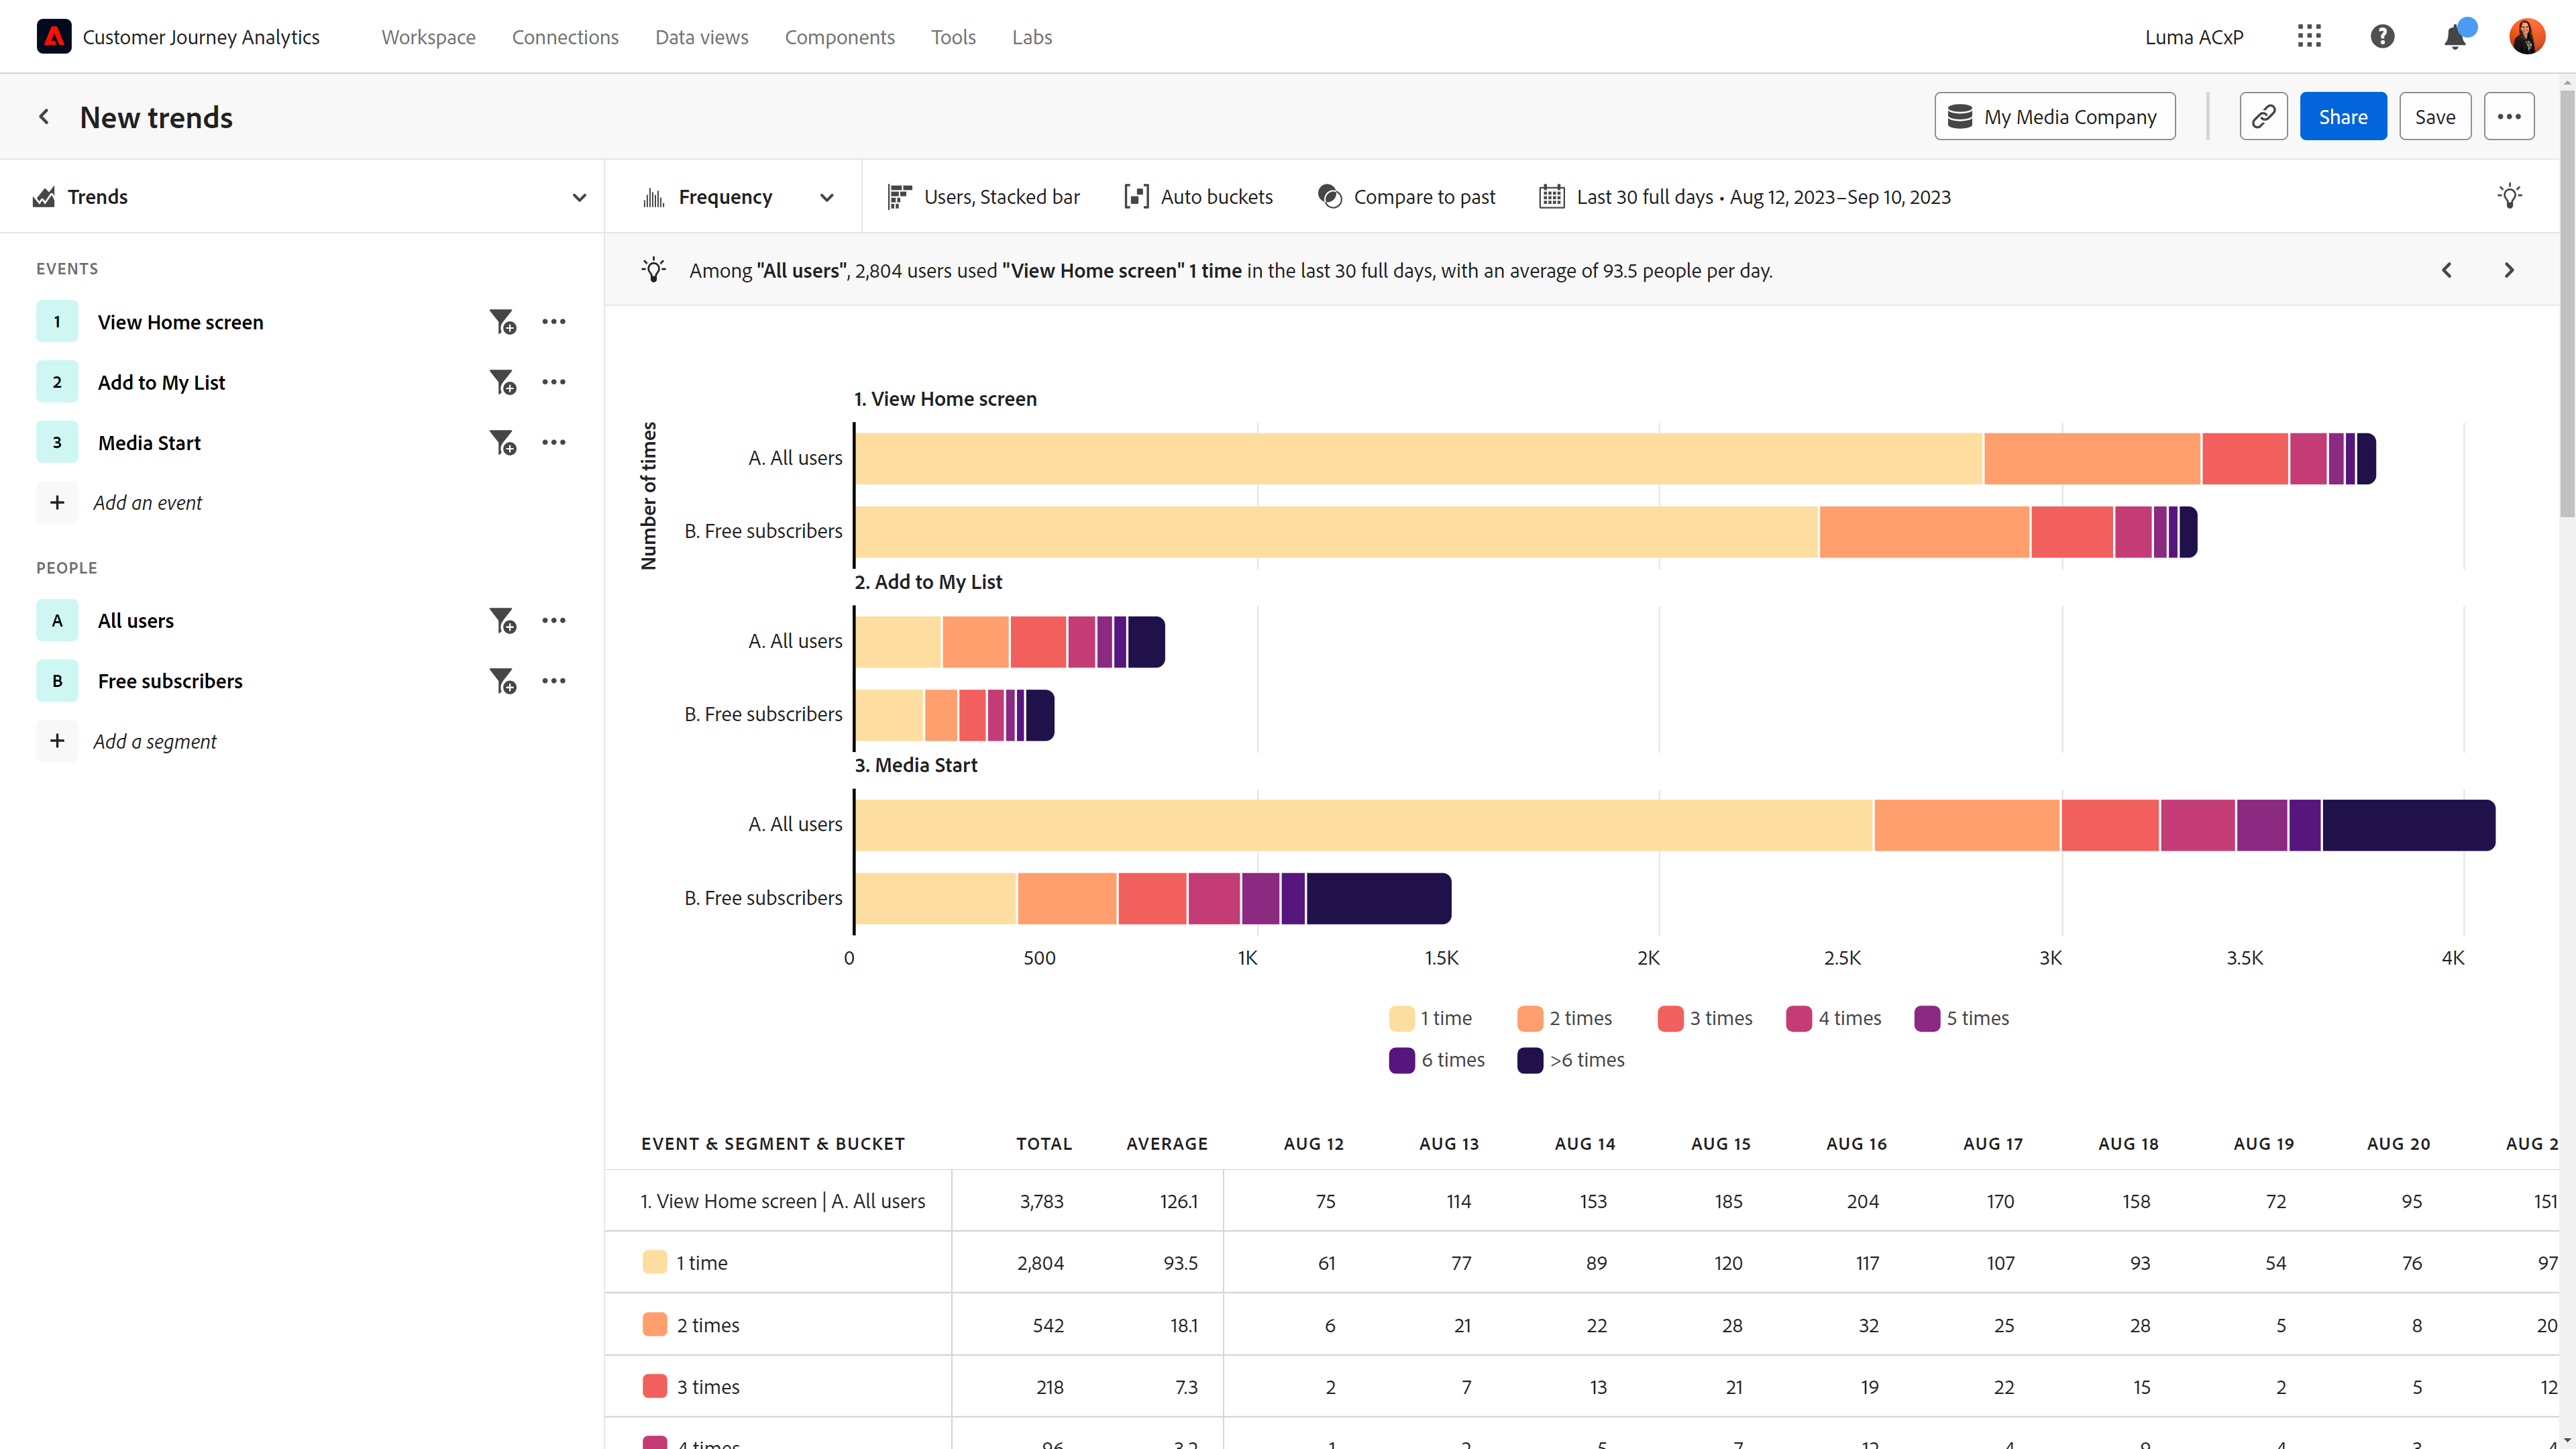 Customer Journey Analytics Workspace Connections Data views Components Tools Labs Luma ACxP
New trends My Media Company Share Save
Trends Frequency Users, Stacked bar Auto buckets Compare to past Last 30 full days • Aug 12, 2023–Sep 10, 2023
Among "All users", 2,804 users used "View Home screen" 1 time in the last 30 full days, with an average of 93.5 people per day.
EVENTS
1 View Home screen
2 Add to My List
3 Media Start
+ Add an event
PEOPLE
A All users
B Free subscribers
+ Add a segment
Number of times
1. View Home screen
A. All users
B. Free subscribers
2. Add to My List
A. All users
B. Free subscribers
3. Media Start
A. All users
B. Free subscribers
0 500 1K 1.5K 2K 2.5K 3K 3.5K 4K
1 time 2 times 3 times 4 times 5 times
6 times >6 times
EVENT & SEGMENT & BUCKET TOTAL AVERAGE AUG 12 AUG 13 AUG 14 AUG 15 AUG 16 AUG 17 AUG 18 AUG 19 AUG 20 AUG 2
1. View Home screen | A. All users 3,783 126.1 75 114 153 185 204 170 158 72 95 151
1 time 2,804 93.5 61 77 89 120 117 107 93 54 76 97
2 times 542 18.1 6 21 22 28 32 25 28 5 8 20
3 times 218 7.3 2 7 13 21 19 22 15 2 5 12
4 times 96 3.2